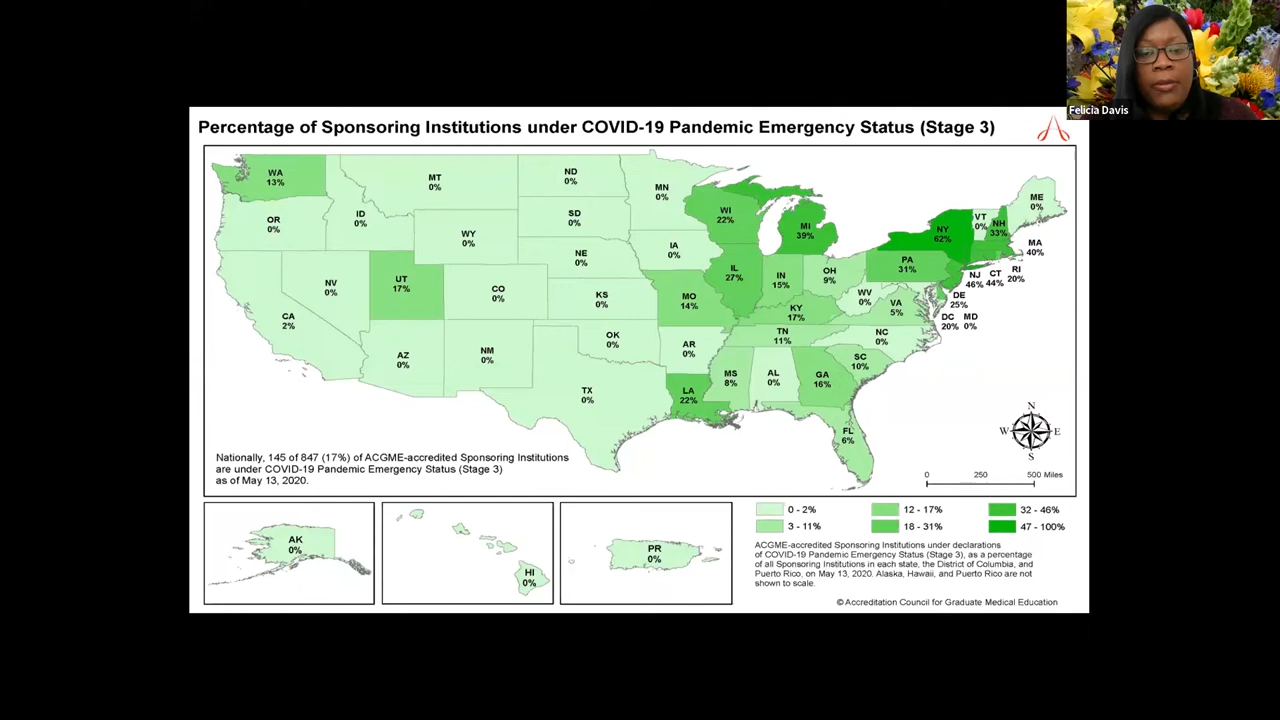 Felicia Davis
Percentage of Sponsoring Institutions under COVID-19 Pandemic Emergency Status (Stage 3)
WA
13%
MT
0%
ND
0%
MN
0%
OR
0%
ID
0%
SD
0%
WI
22%
MI
39%
NY
62%
VT
0%
NH
33%
ME
0%
MA
40%
WY
0%
IA
0%
NE
0%
PA
31%
NJ
46%
CT
44%
RI
20%
NV
0%
UT
17%
CO
0%
KS
0%
MO
14%
IL
27%
IN
15%
OH
9%
WV
0%
VA
5%
DE
25%
DC
20%
MD
0%
CA
2%
KY
17%
AZ
0%
NM
0%
OK
0%
AR
0%
TN
11%
NC
0%
SC
10%
TX
0%
LA
22%
MS
8%
AL
0%
GA
16%
FL
6%
N
W E
S
0 250 500 Miles
Nationally, 145 of 847 (17%) of ACGME-accredited Sponsoring Institutions
are under COVID-19 Pandemic Emergency Status (Stage 3)
as of May 13, 2020.
AK
0%
HI
0%
PR
0%
0 - 2% 12 - 17% 32 - 46%
3 - 11% 18 - 31% 47 - 100%
ACGME-accredited Sponsoring Institutions under declarations
of COVID-19 Pandemic Emergency Status (Stage 3), as a percentage
of all Sponsoring Institutions in each state, the District of Columbia, and
Puerto Rico, on May 13, 2020. Alaska, Hawaii, and Puerto Rico are not
shown to scale.
© Accreditation Council for Graduate Medical Education